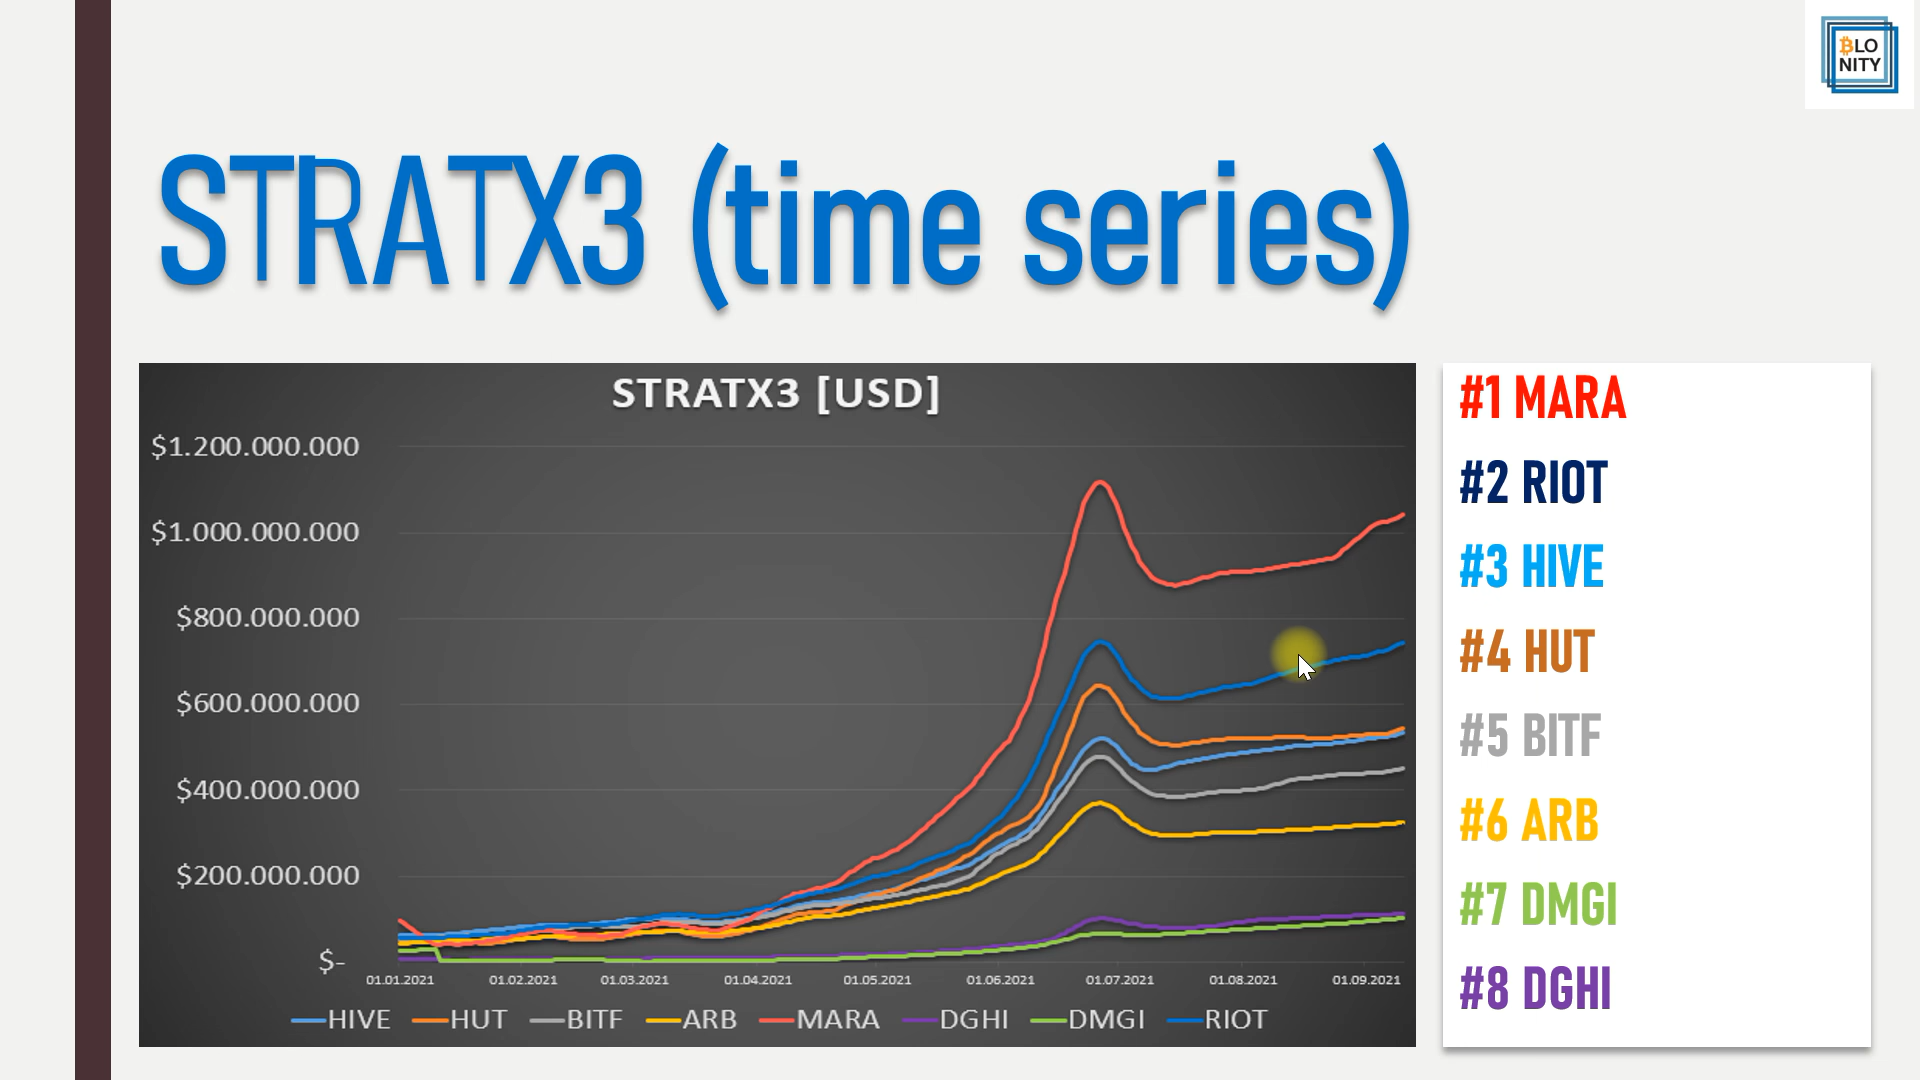 ₿LO
NITY
STRATX3 (time series)
STRATX3 [USD]
$1.200.000.000
$1.000.000.000
$800.000.000
$600.000.000
$400.000.000
$200.000.000
$-
01.01.2021 01.02.2021 01.03.2021 01.04.2021 01.05.2021 01.06.2021 01.07.2021 01.08.2021 01.09.2021
HIVE HUT BITF ARB MARA DGHI DMGI RIOT
#1 MARA
#2 RIOT
#3 HIVE
#4 HUT
#5 BITF
#6 ARB
#7 DMGI
#8 DGHI